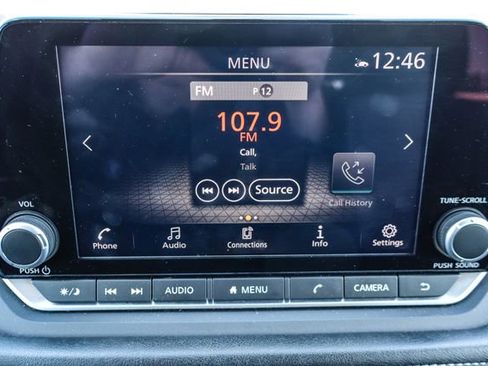 MENU
12:46
FM P 12
107.9
FM
Call,
Talk
Source
Call History
VOL
TUNE•SCROLL
Phone Audio Connections Info Settings
PUSH
PUSH SOUND
AUDIO MENU CAMERA